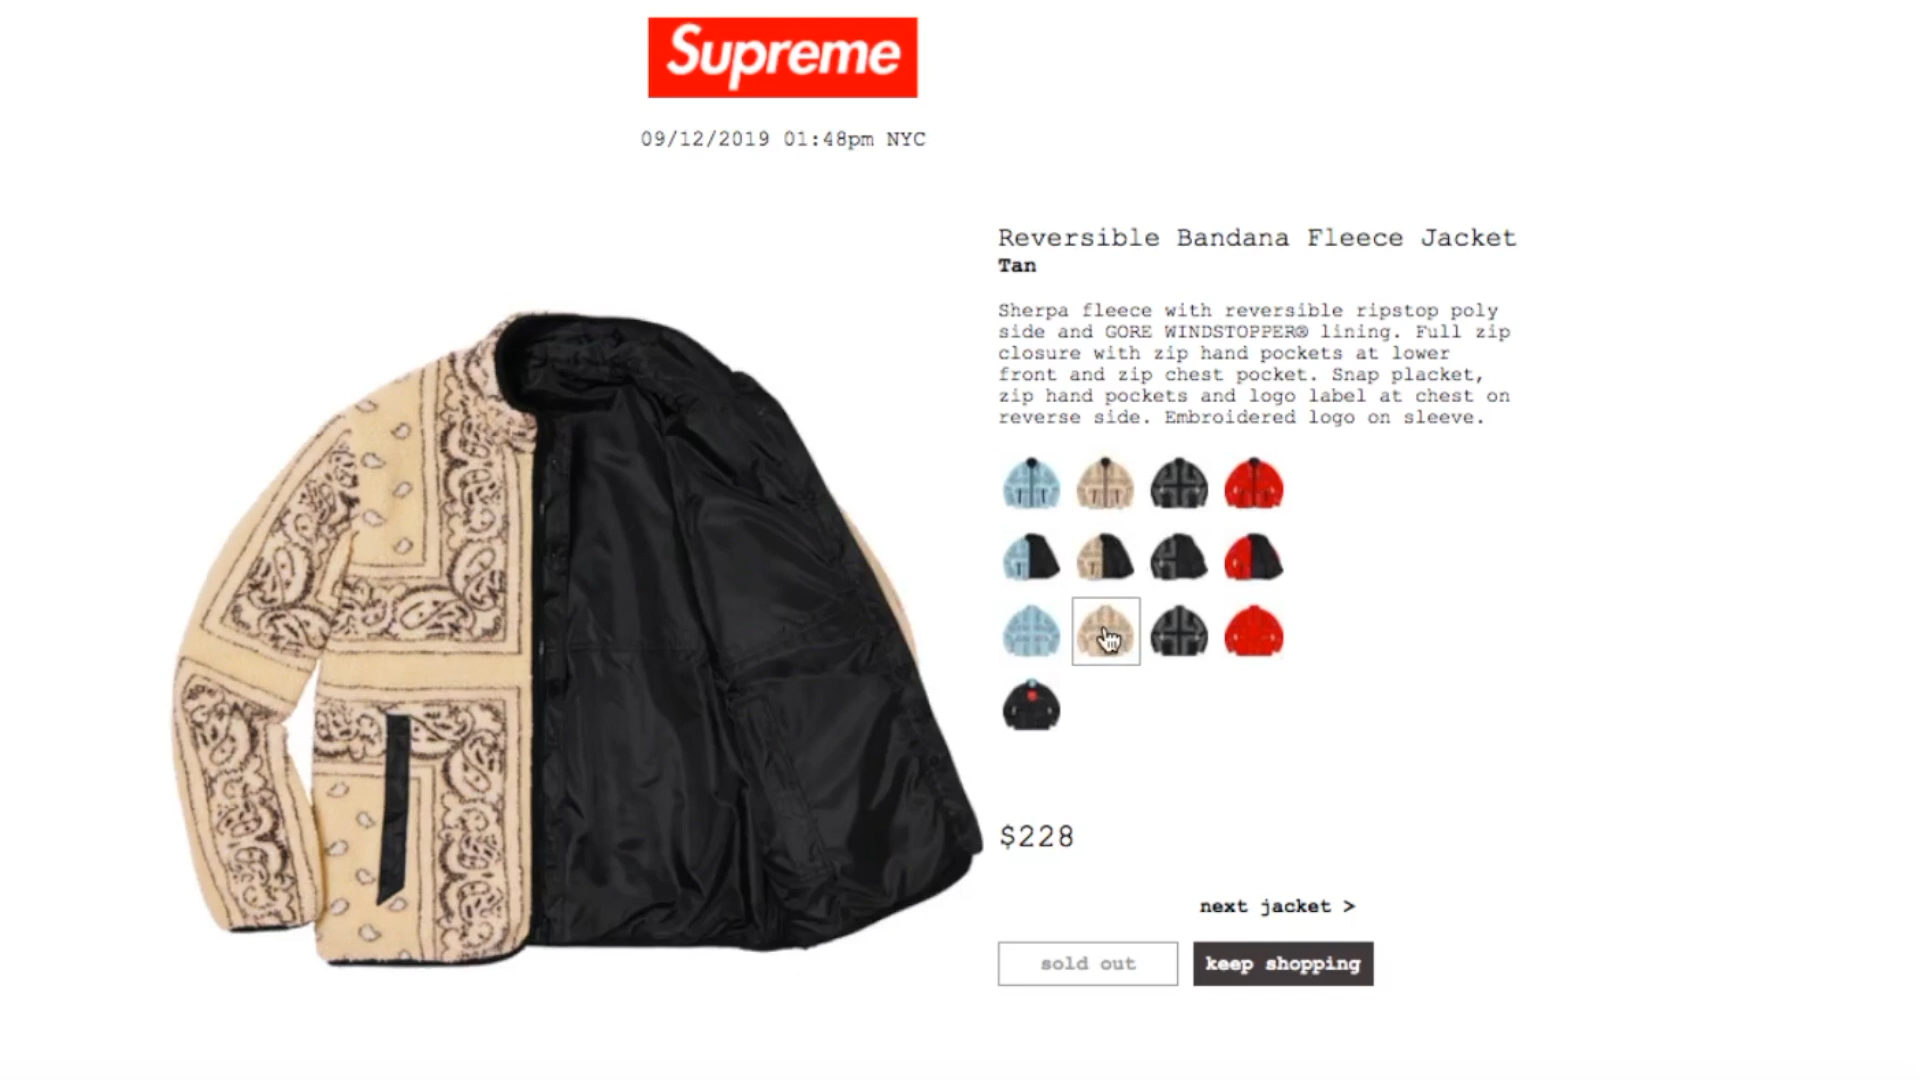 Supreme
09/12/2019 01:48pm NYC
Reversible Bandana Fleece Jacket
Tan
Sherpa fleece with reversible ripstop poly
side and GORE WINDSTOPPER® lining. Full zip
closure with zip hand pockets at lower
front and zip chest pocket. Snap placket,
zip hand pockets and logo label at chest on
reverse side. Embroidered logo on sleeve.
$228
next jacket >
sold out
keep shopping